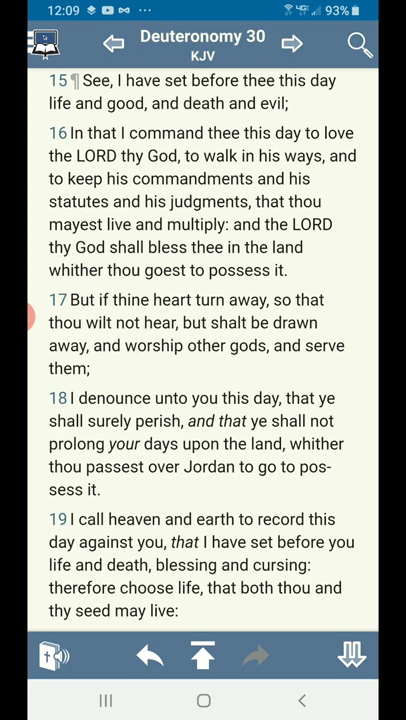 12:09
93%
Deuteronomy 30
KJV
15 ¶ See, I have set before thee this day
life and good, and death and evil;
16 In that I command thee this day to love
the LORD thy God, to walk in his ways, and
to keep his commandments and his
statutes and his judgments, that thou
mayest live and multiply: and the LORD
thy God shall bless thee in the land
whither thou goest to possess it.
17 But if thine heart turn away, so that
thou wilt not hear, but shalt be drawn
away, and worship other gods, and serve
them;
18 I denounce unto you this day, that ye
shall surely perish, and that ye shall not
prolong your days upon the land, whither
thou passest over Jordan to go to pos-
sess it.
19 I call heaven and earth to record this
day against you, that I have set before you
life and death, blessing and cursing:
therefore choose life, that both thou and
thy seed may live: